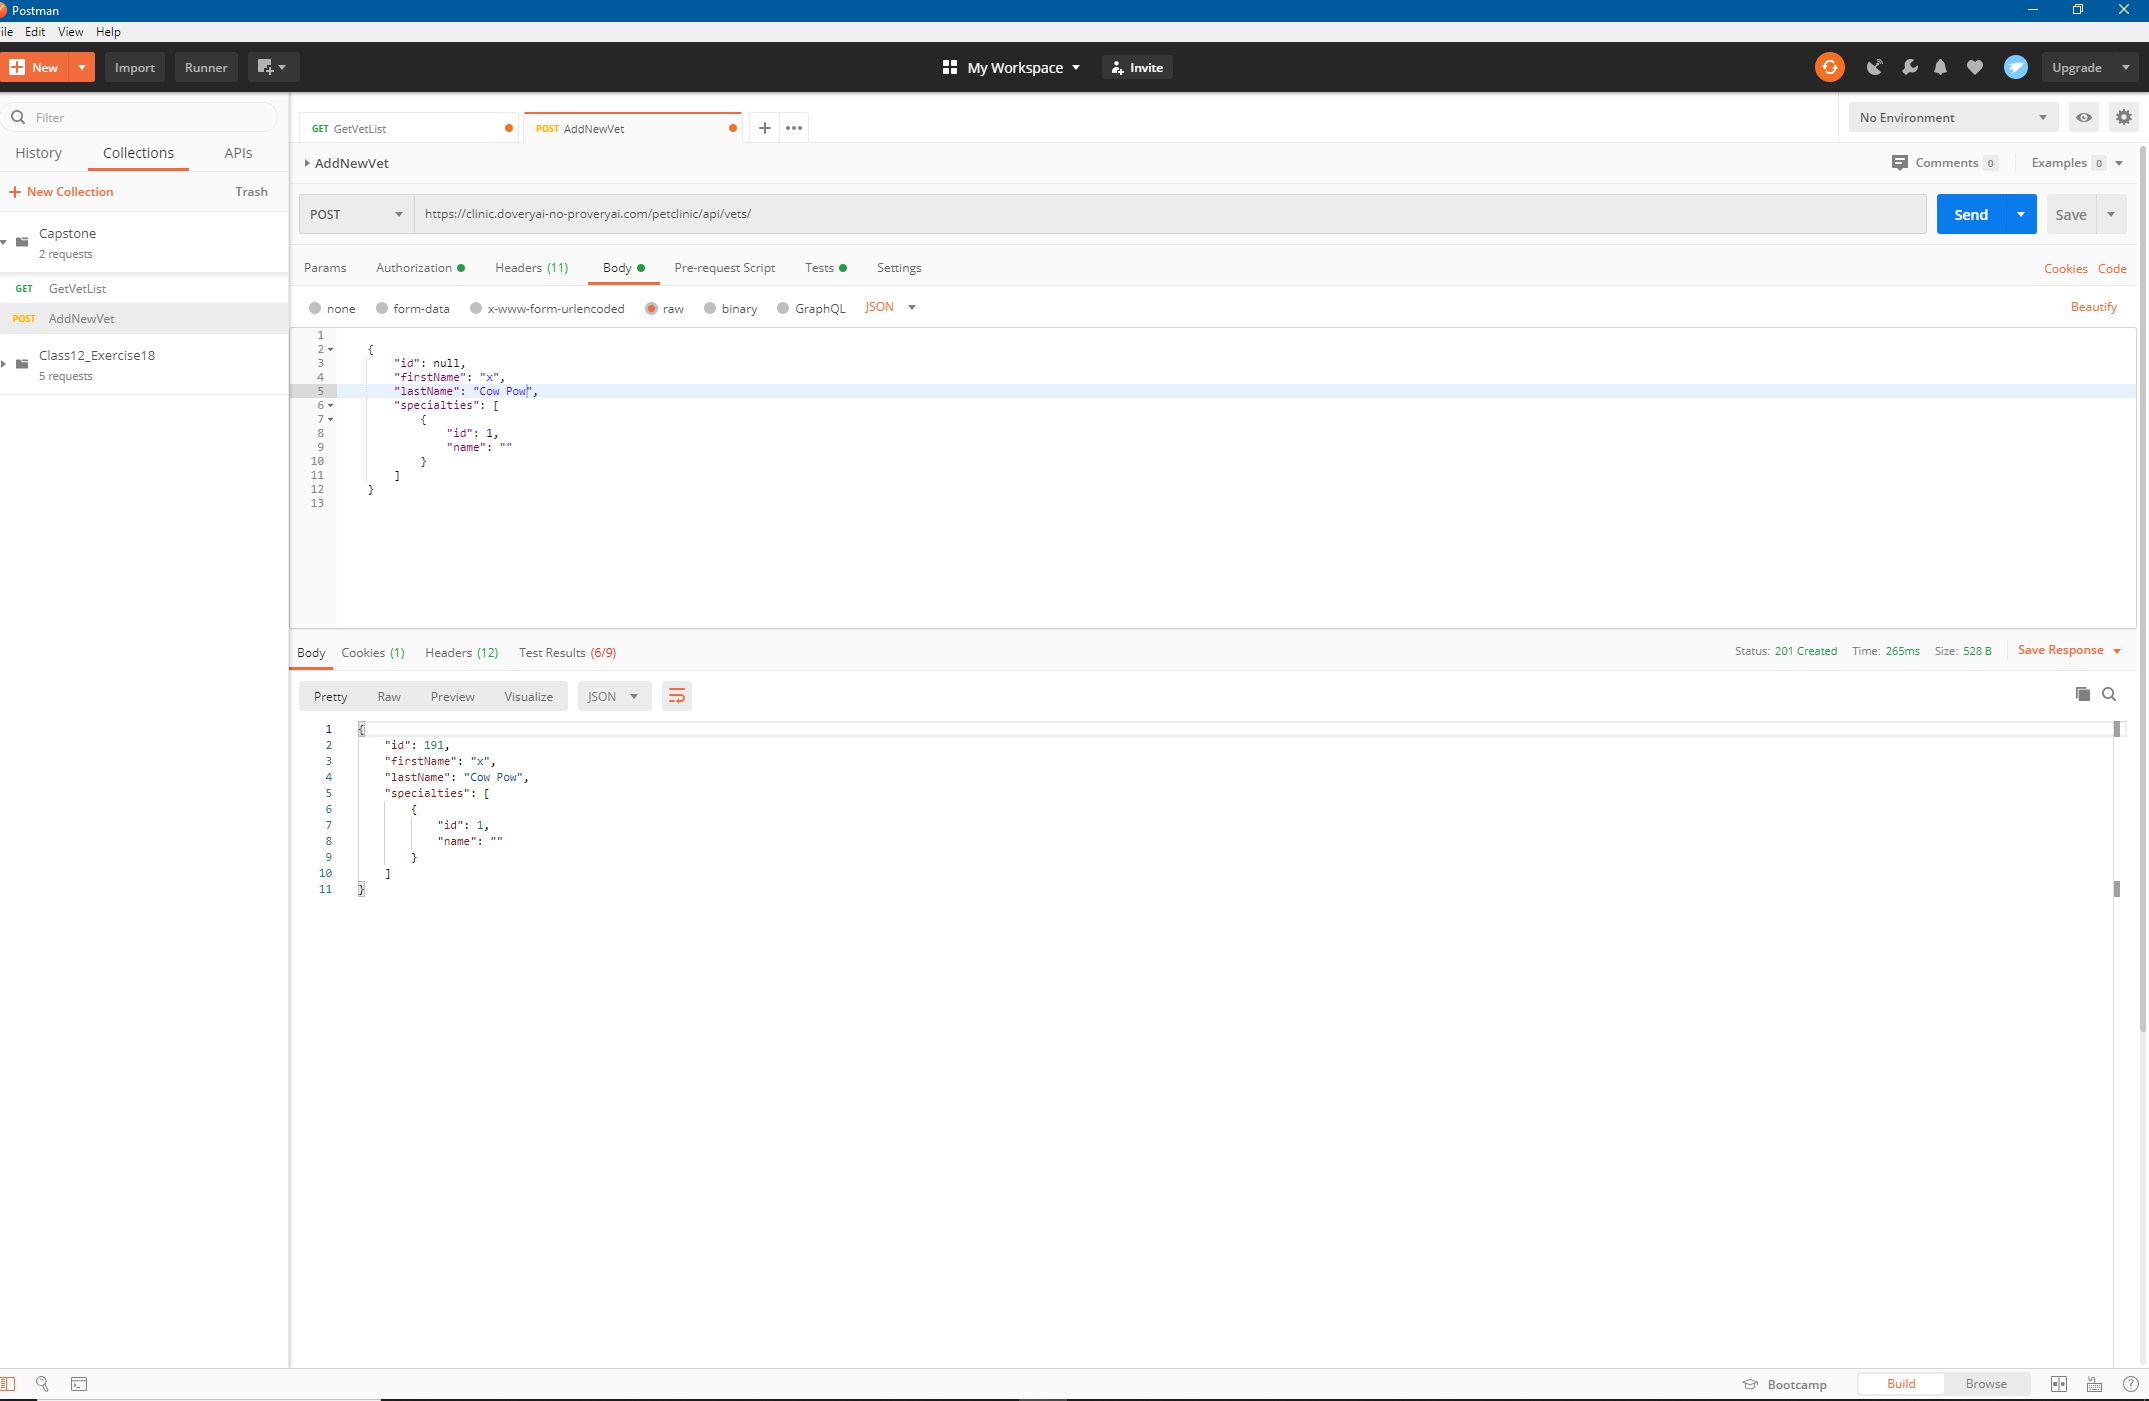 Postman
ile Edit View Help
New Import Runner My Workspace Invite Upgrade
Filter
History Collections APIs
New Collection Trash
Capstone
2 requests
GET GetVetList
POST AddNewVet
Class12_Exercise18
5 requests
GET GetVetList POST AddNewVet No Environment
AddNewVet Comments 0 Examples 0
POST https://clinic.doveryai-no-proveryai.com/petclinic/api/vets/ Send Save
Params Authorization Headers (11) Body Pre-request Script Tests Settings Cookies Code
none form-data x-www-form-urlencoded raw binary GraphQL JSON Beautify
1
2 {
3 "id": null,
4 "firstName": "x",
5 "lastName": "Cow Pow",
6 "specialties": [
7 {
8 "id": 1,
9 "name": ""
10 }
11 ]
12 }
13
Body Cookies (1) Headers (12) Test Results (6/9) Status: 201 Created Time: 265ms Size: 528 B Save Response
Pretty Raw Preview Visualize JSON
1 {
2 "id": 191,
3 "firstName": "x",
4 "lastName": "Cow Pow",
5 "specialties": [
6 {
7 "id": 1,
8 "name": ""
9 }
10 ]
11 }
Bootcamp Build Browse